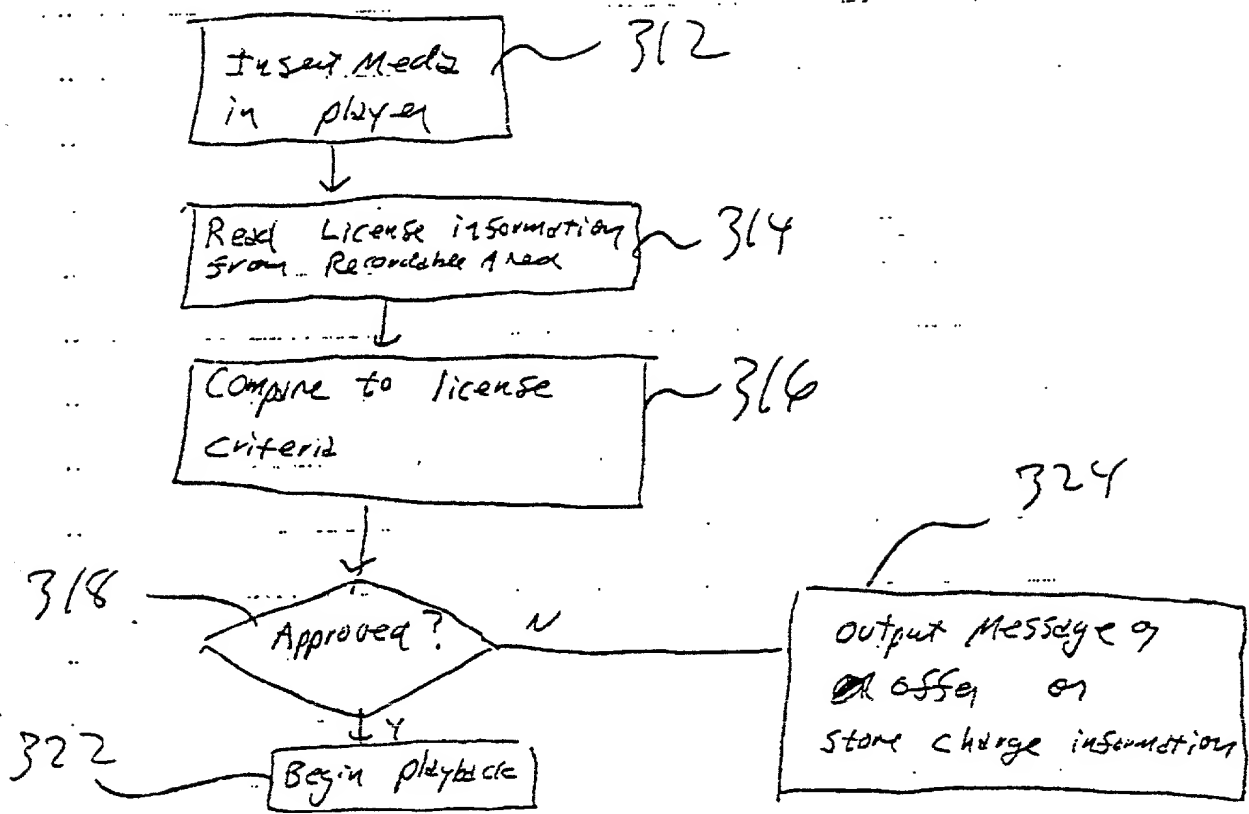 Insert Media
in player
312
Read License information
from Recordable Area
314
Compare to license
criteria
316
318
Approved?
N
Y
324
output Message or
offer or
store charge information
322
Begin playback